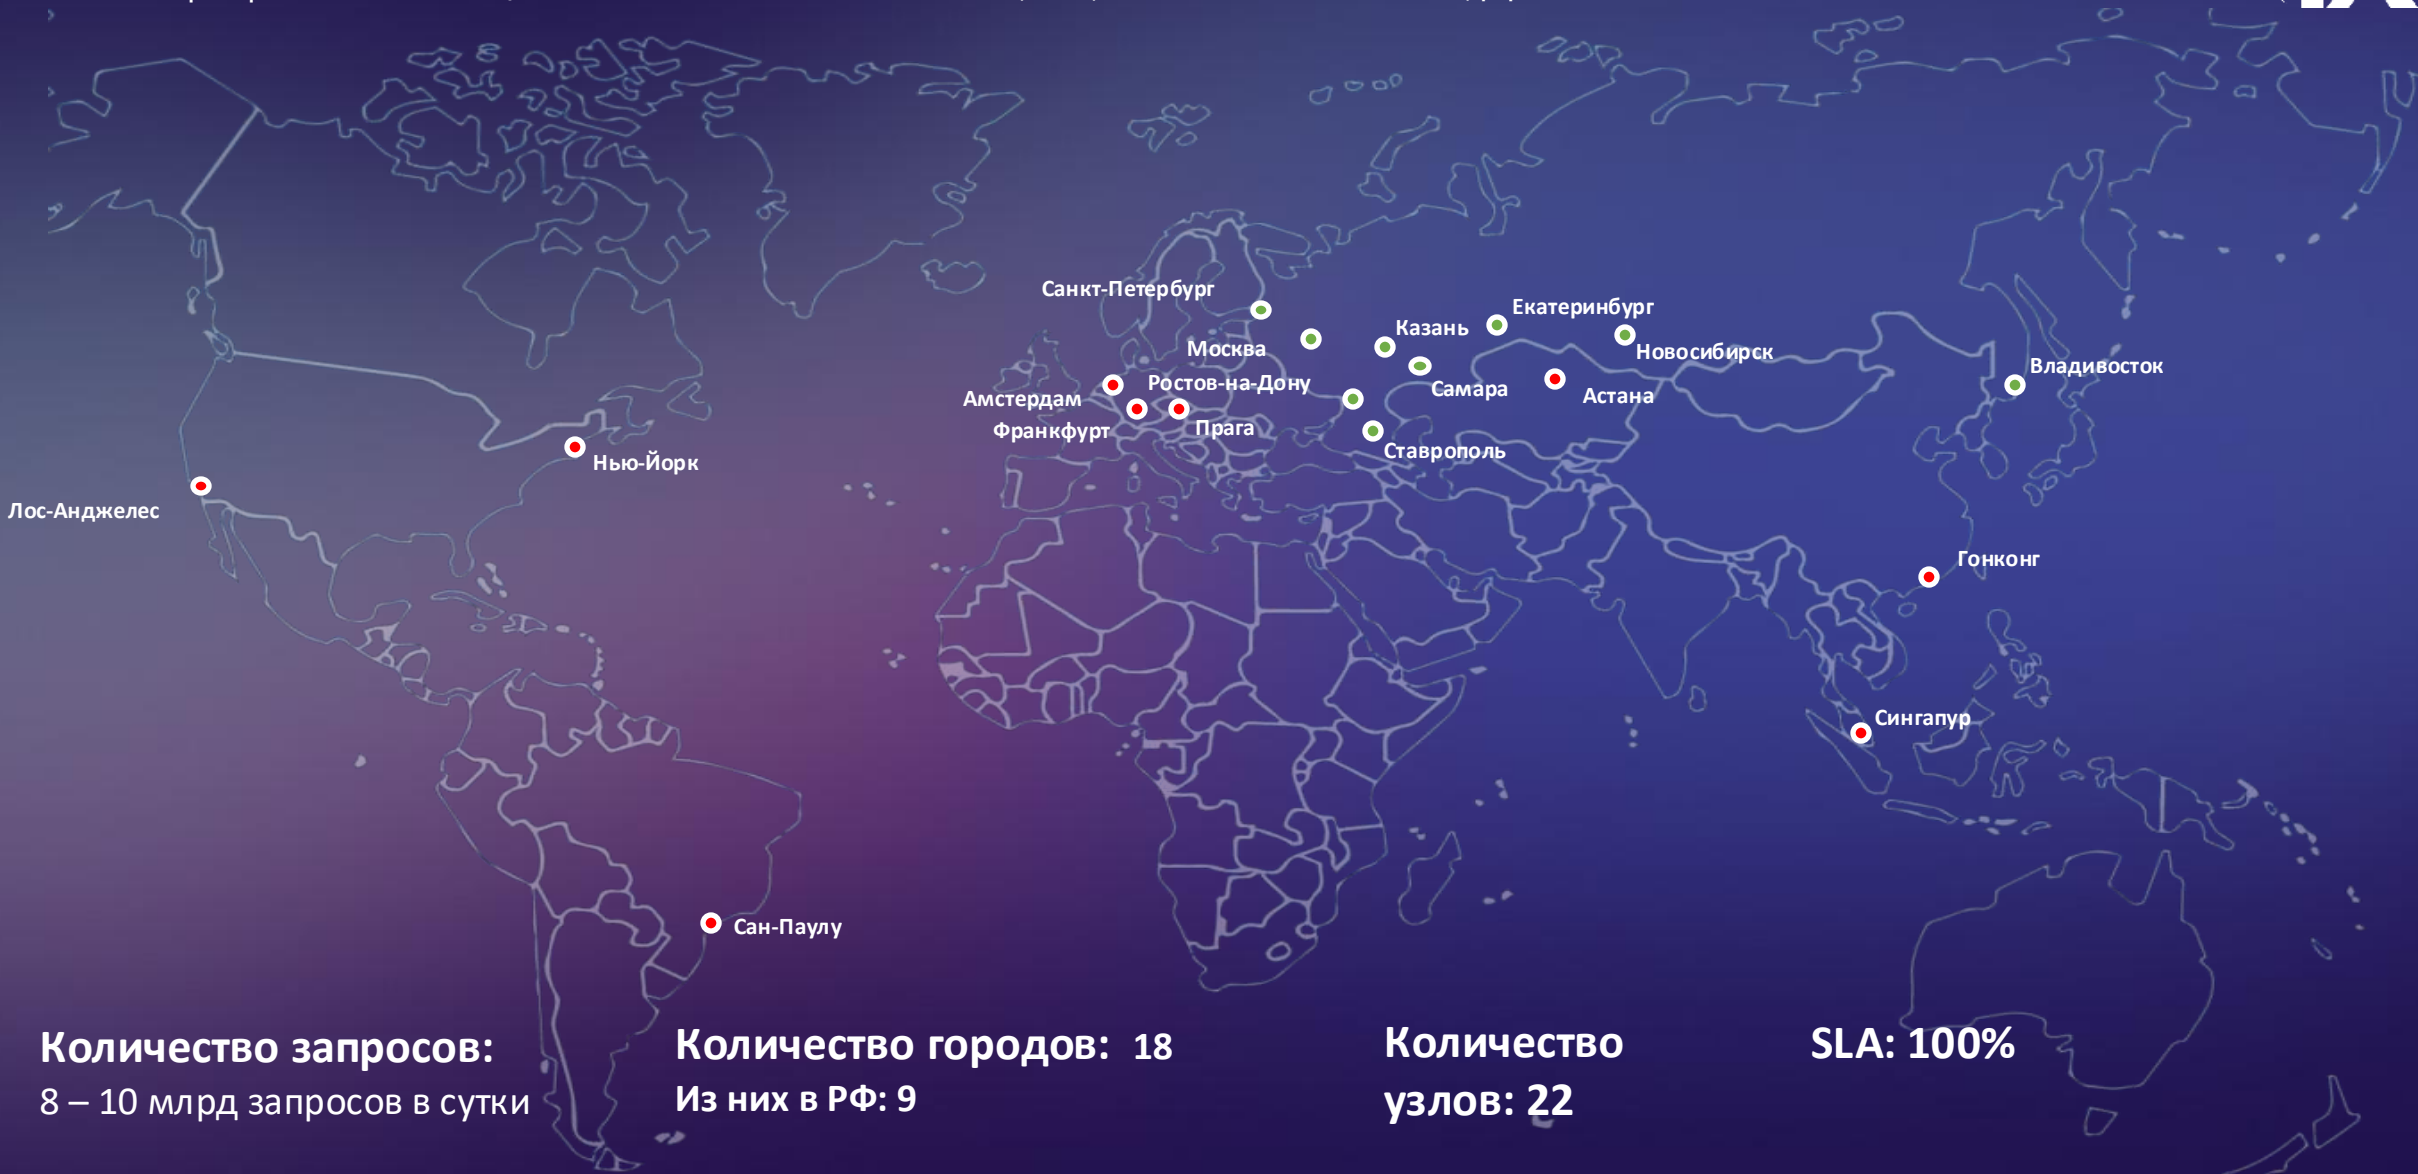 Санкт-Петербург
Екатеринбург
Казань
Москва
Новосибирск
Владивосток
Ростов-на-Дону
Самара
Астана
Амстердам
Франкфурт
Прага
Ставрополь
Нью-Йорк
Лос-Анджелес
Гонконг
Сингапур
Сан-Паулу
Количество запросов:
8 – 10 млрд запросов в сутки
Количество городов: 18
Из них в РФ: 9
Количество
узлов: 22
SLA: 100%